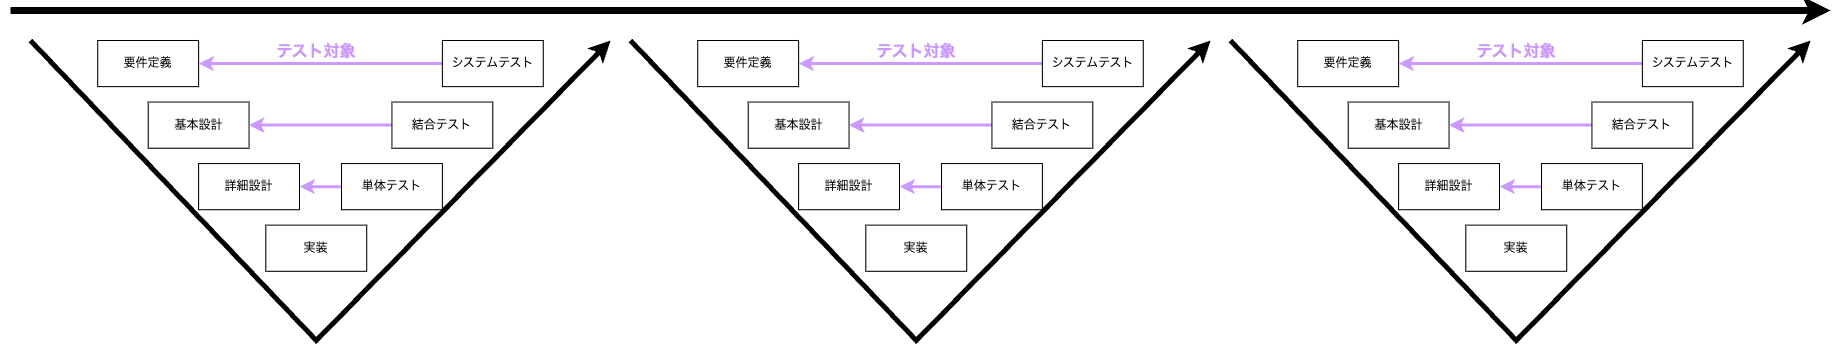 要件定義
テスト対象
システムテスト
基本設計
結合テスト
詳細設計
単体テスト
実装
要件定義
テスト対象
システムテスト
基本設計
結合テスト
詳細設計
単体テスト
実装
要件定義
テスト対象
システムテスト
基本設計
結合テスト
詳細設計
単体テスト
実装